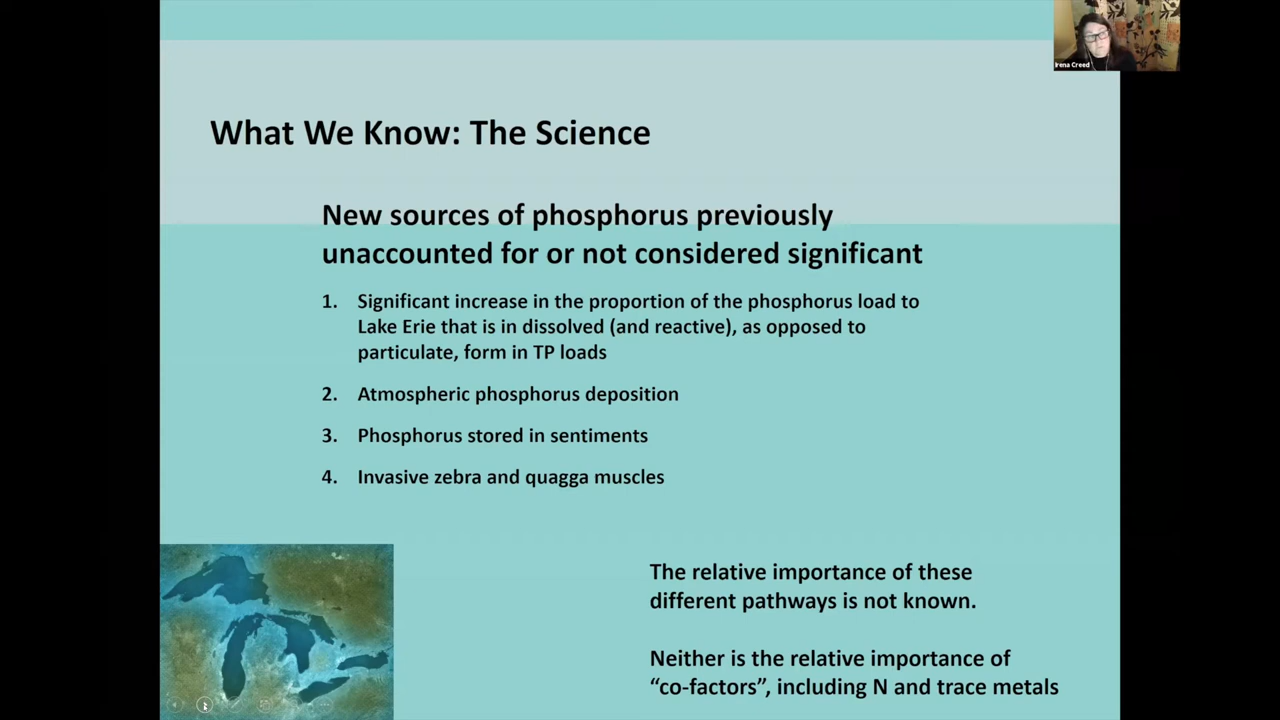 Irena Creed
What We Know: The Science
New sources of phosphorus previously
unaccounted for or not considered significant
1. Significant increase in the proportion of the phosphorus load to
Lake Erie that is in dissolved (and reactive), as opposed to
particulate, form in TP loads
2. Atmospheric phosphorus deposition
3. Phosphorus stored in sentiments
4. Invasive zebra and quagga muscles
The relative importance of these
different pathways is not known.
Neither is the relative importance of
“co-factors”, including N and trace metals